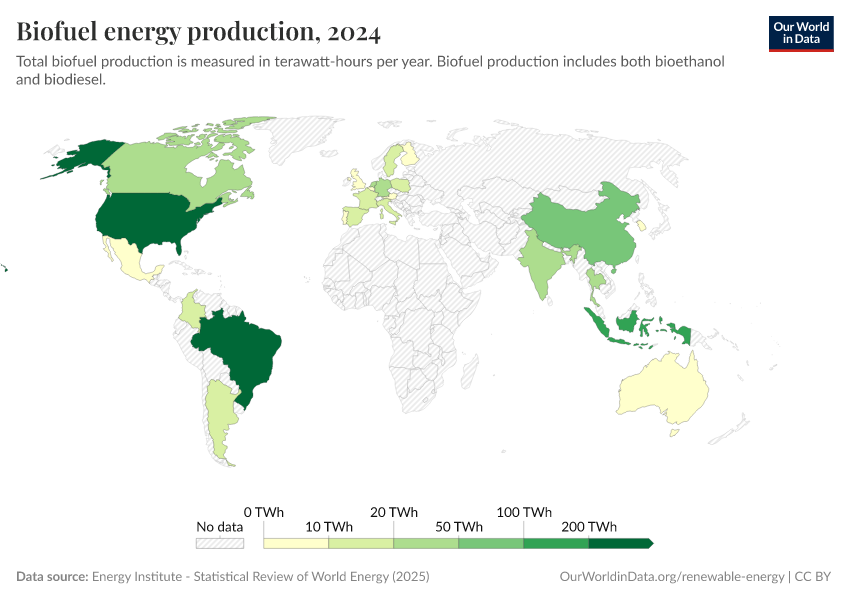 Biofuel energy production, 2024
Our World
in Data
Total biofuel production is measured in terawatt-hours per year. Biofuel production includes both bioethanol
and biodiesel.
0 TWh
20 TWh
100 TWh
No data
10 TWh
50 TWh
200 TWh
Data source: Energy Institute - Statistical Review of World Energy (2025)
OurWorldinData.org/renewable-energy | CC BY